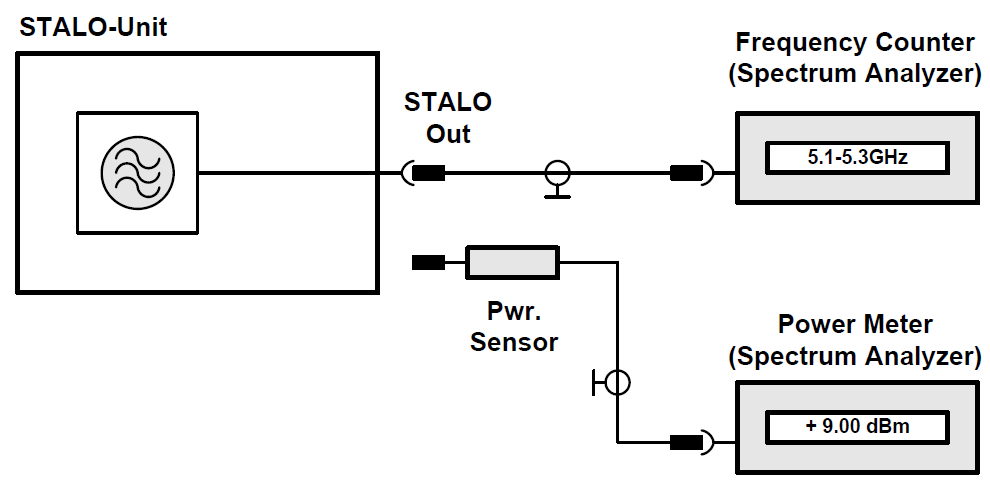 STALO-Unit
Frequency Counter
(Spectrum Analyzer)
STALO
Out
5.1-5.3GHz
Pwr.
Sensor
Power Meter
(Spectrum Analyzer)
+ 9.00 dBm